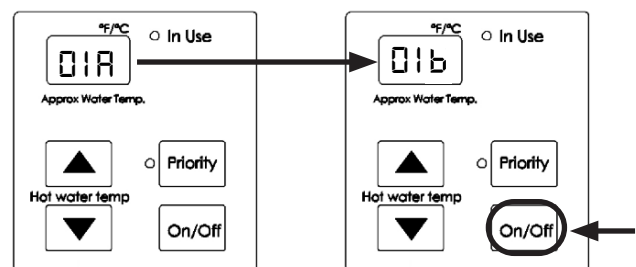 °F/°C
In Use
01A
Approx Water Temp.
Priority
Hot water temp
On/Off
°F/°C
In Use
01b
Approx Water Temp.
Priority
Hot water temp
On/Off